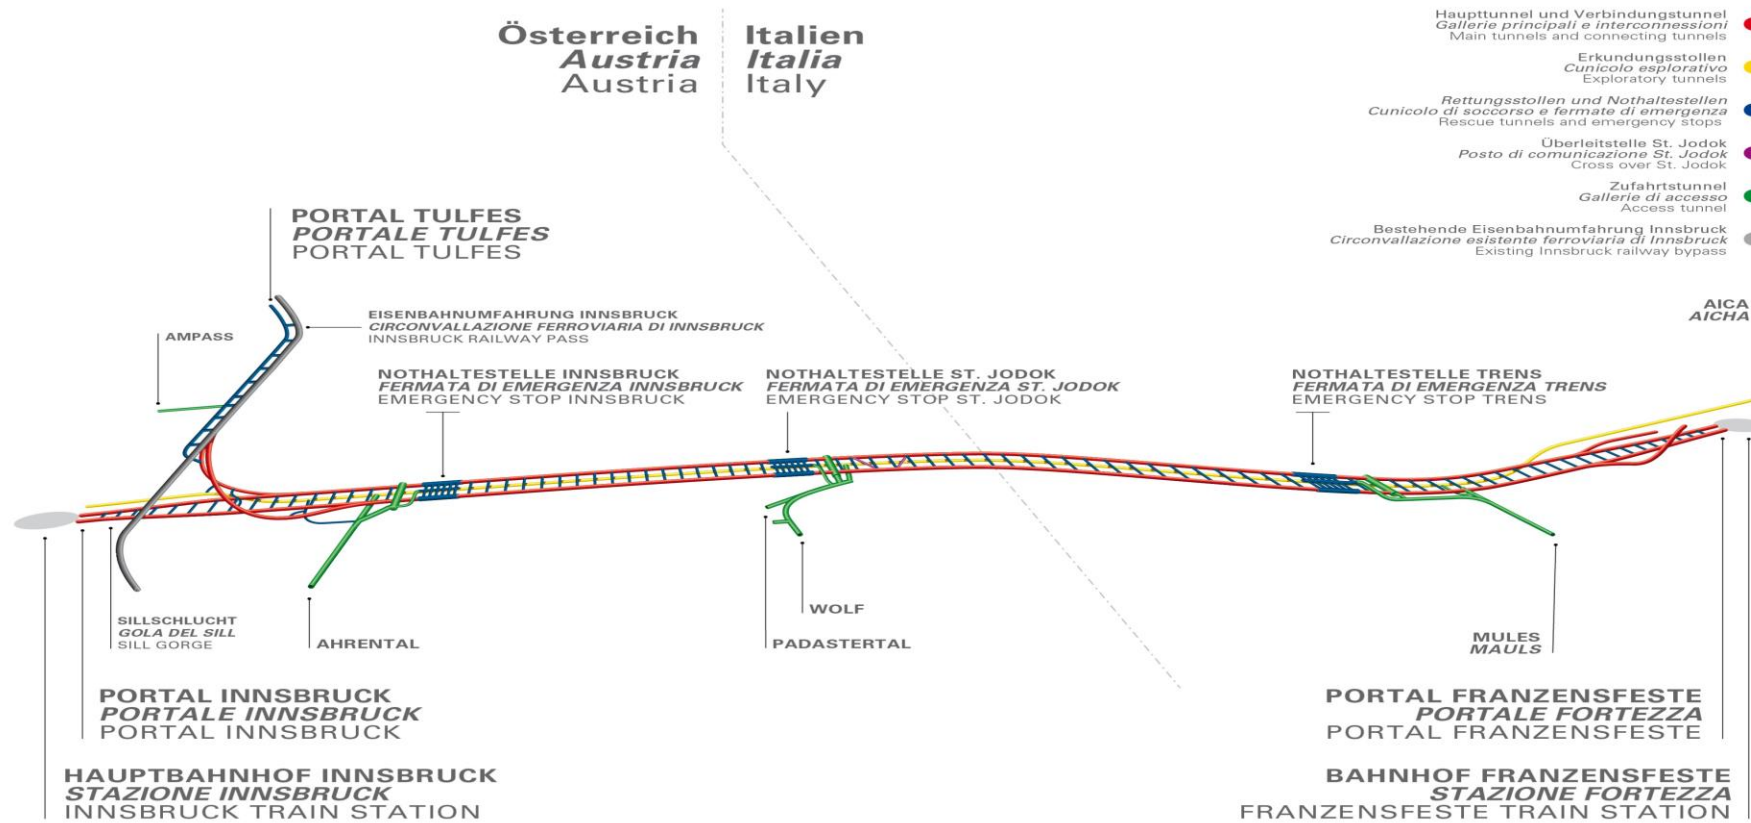 Österreich
Austria
Austria
Italien
Italia
Italy
Haupttunnel und Verbindungstunnel
Gallerie principali e interconnessioni
Main tunnels and connecting tunnels
Erkundungsstollen
Cunicolo esplorativo
Exploratory tunnels
Rettungsstollen und Nothaltestellen
Cunicolo di soccorso e fermate di emergenza
Rescue tunnels and emergency stops
Überleitstelle St. Jodok
Posto di comunicazione St. Jodok
Cross over St. Jodok
Zufahrtstunnel
Gallerie di accesso
Access tunnel
Bestehende Eisenbahnumfahrung Innsbruck
Circonvallazione esistente ferroviaria di Innsbruck
Existing Innsbruck railway bypass
PORTAL TULFES
PORTALE TULFES
PORTAL TULFES
AMPASS
EISENBAHNUMFAHRUNG INNSBRUCK
CIRCONVALLAZIONE FERROVIARIA DI INNSBRUCK
INNSBRUCK RAILWAY PASS
AICA
AICHA
NOTHALTESTELLE INNSBRUCK
FERMATA DI EMERGENZA INNSBRUCK
EMERGENCY STOP INNSBRUCK
NOTHALTESTELLE ST. JODOK
FERMATA DI EMERGENZA ST. JODOK
EMERGENCY STOP ST. JODOK
NOTHALTESTELLE TRENS
FERMATA DI EMERGENZA TRENS
EMERGENCY STOP TRENS
SILLSCHLUCHT
GOLA DEL SILL
SILL GORGE
AHRENTAL
WOLF
PADASTERTAL
MULES
MAULS
PORTAL INNSBRUCK
PORTALE INNSBRUCK
PORTAL INNSBRUCK
PORTAL FRANZENSFESTE
PORTALE FORTEZZA
PORTAL FRANZENSFESTE
HAUPTBAHNHOF INNSBRUCK
STAZIONE INNSBRUCK
INNSBRUCK TRAIN STATION
BAHNHOF FRANZENSFESTE
STAZIONE FORTEZZA
FRANZENSFESTE TRAIN STATION